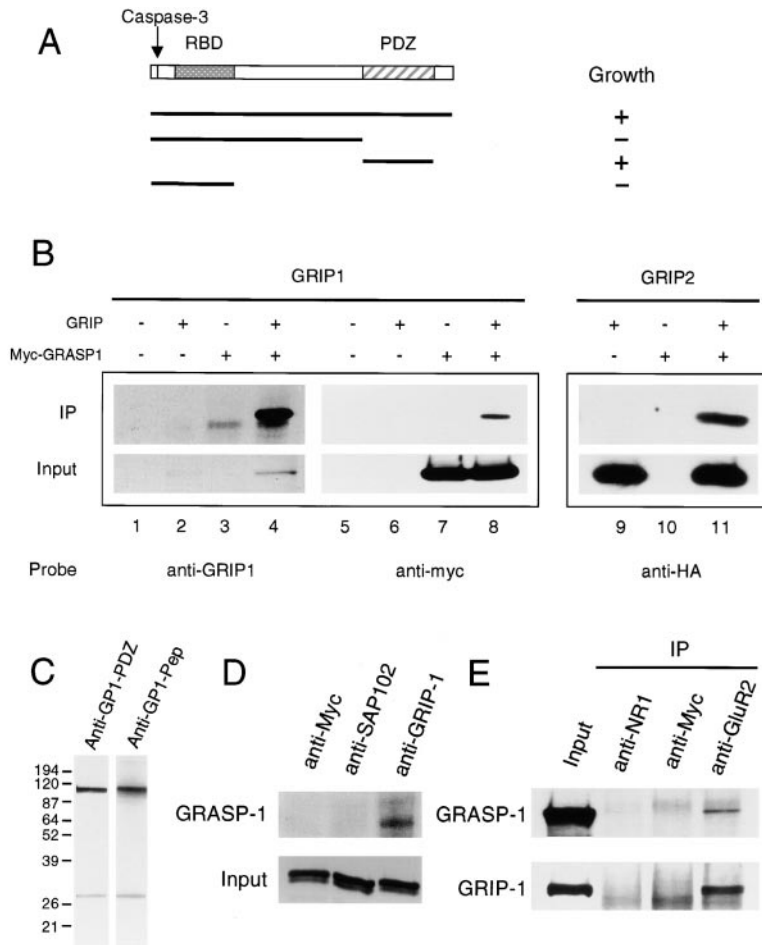 A
Caspase-3
RBD PDZ
Growth
+
−
+
−
B
GRIP1 GRIP2
GRIP - + - + - + - + + - +
Myc-GRASP1 - - + + - - + + - + +
IP
Input
1 2 3 4 5 6 7 8 9 10 11
Probe anti-GRIP1 anti-myc anti-HA
C
Anti-GP1-PDZ
Anti-GP1-Pep
194
120
87
64
52
39
26
21
D
anti-Myc
anti-SAP102
anti-GRIP-1
GRASP-1
Input
E
IP
Input
anti-NR1
anti-Myc
anti-GluR2
GRASP-1
GRIP-1